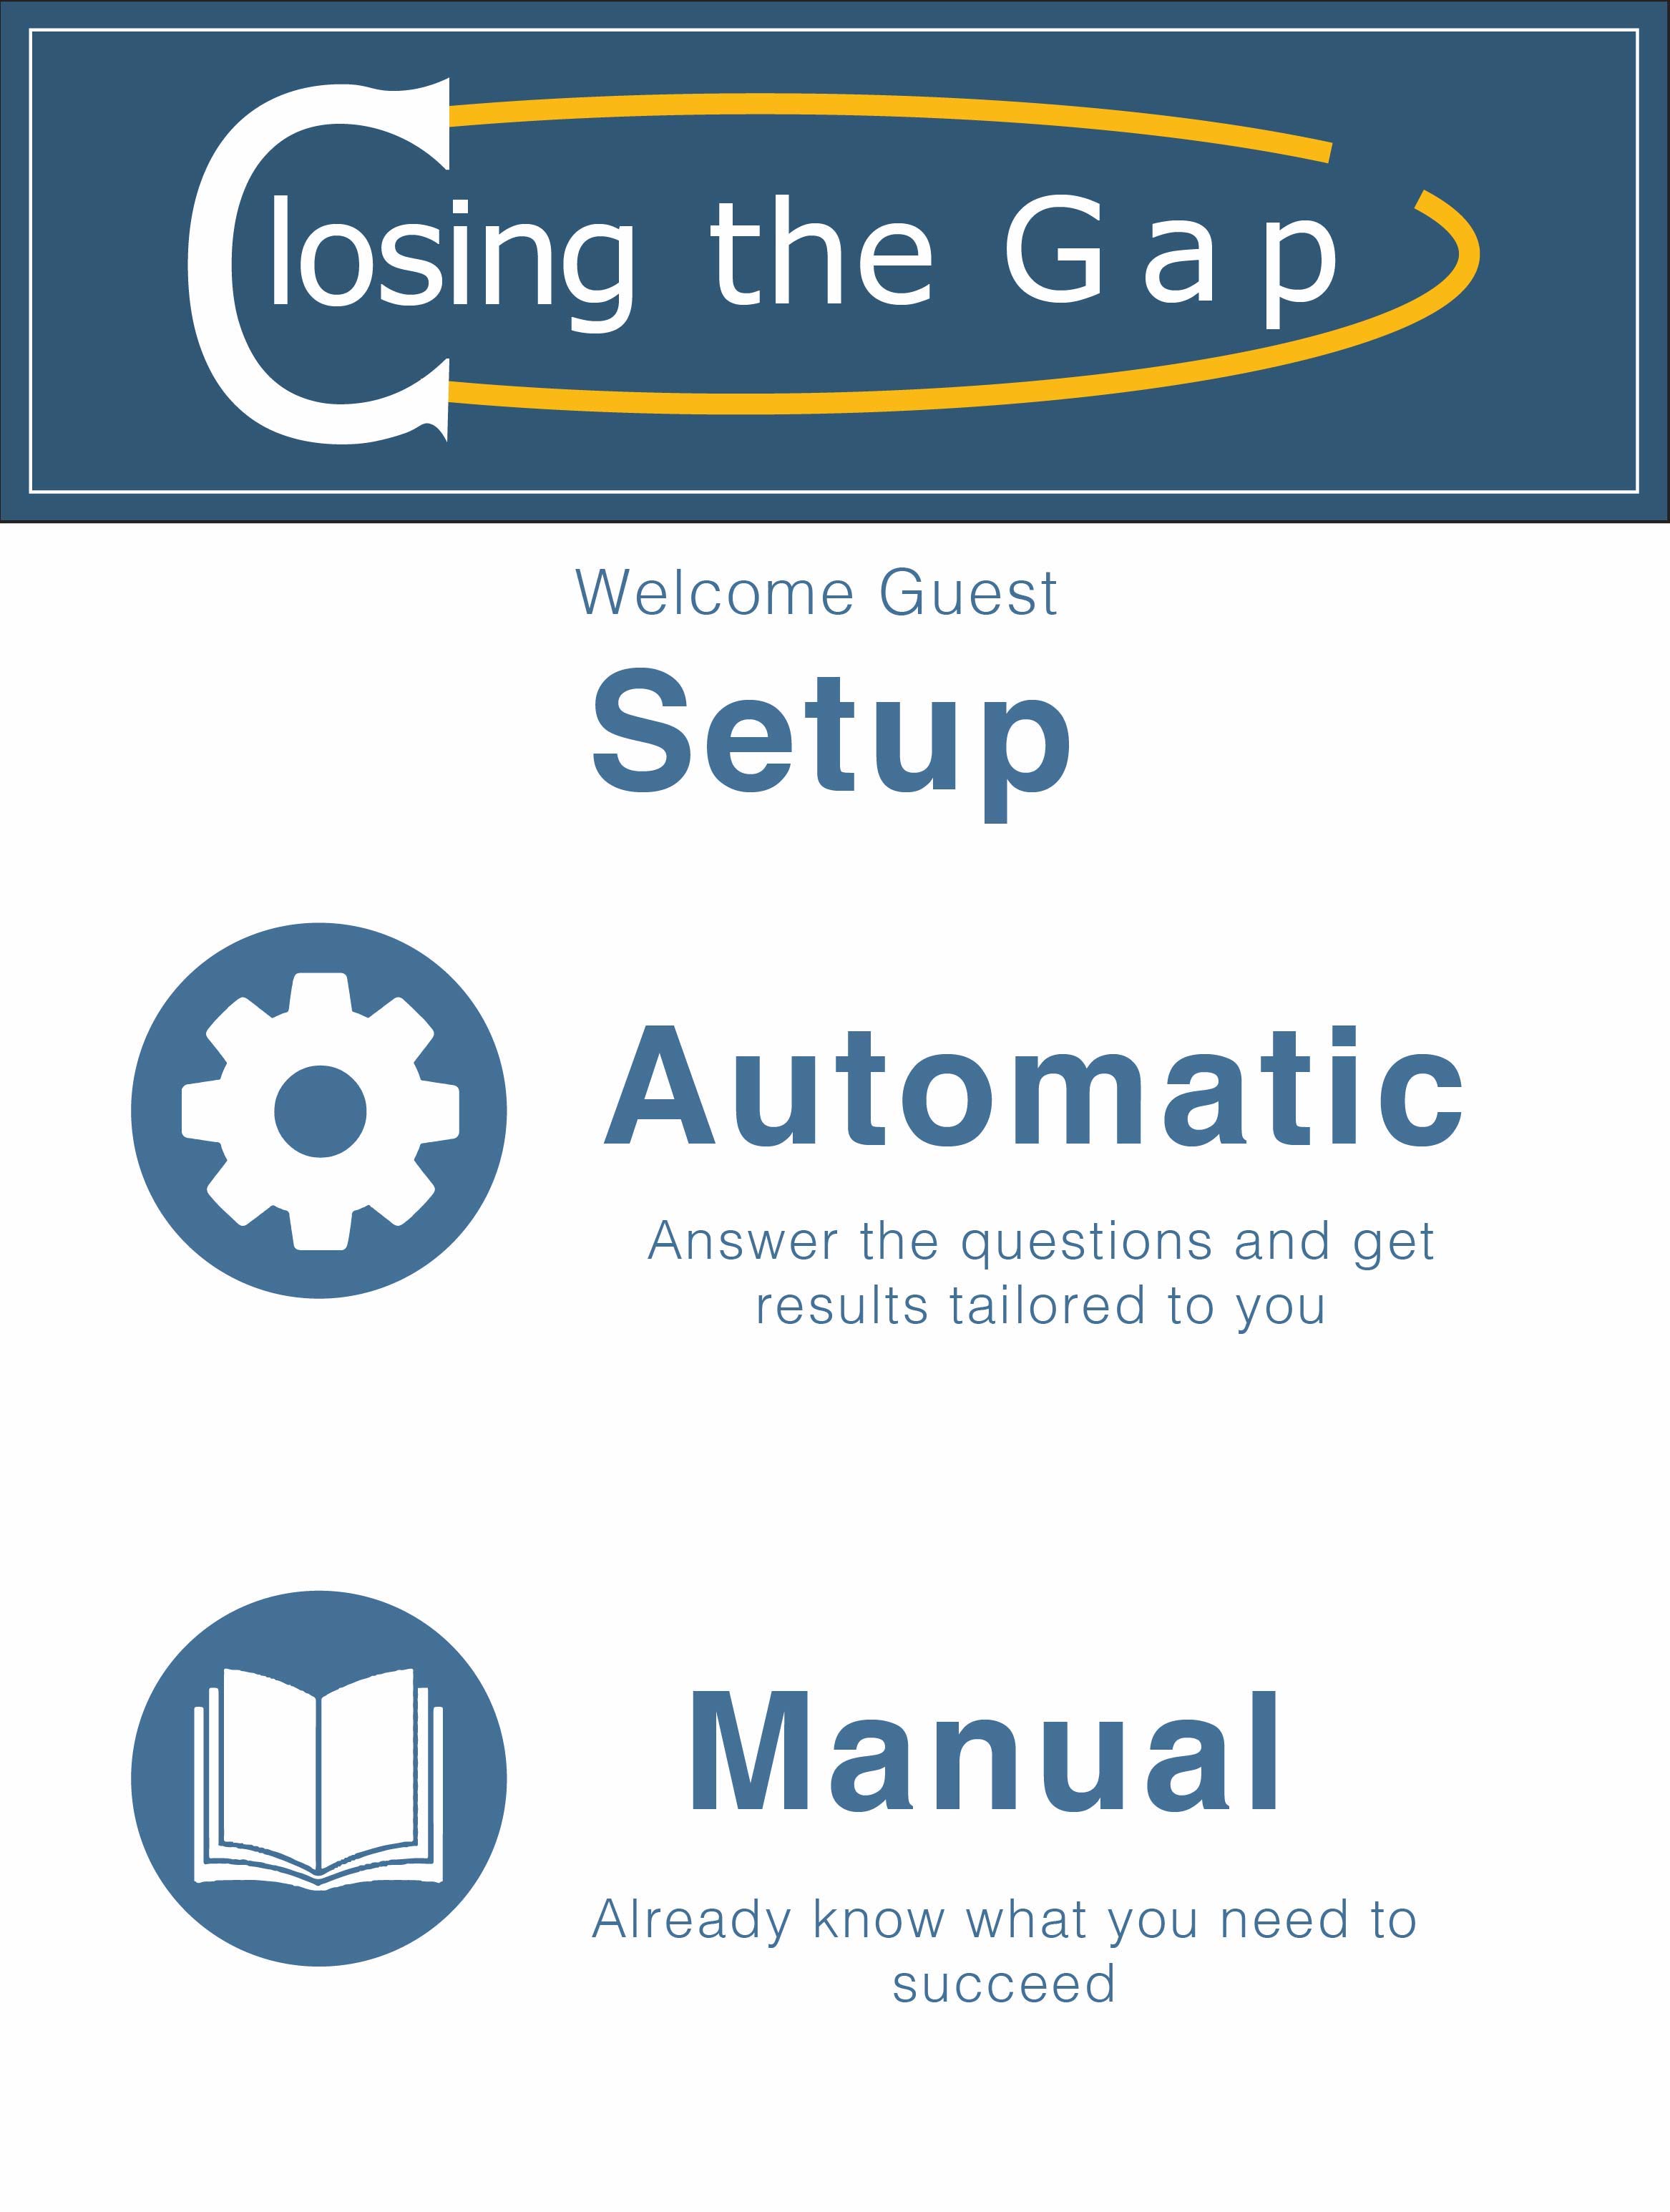 Closing the Gap
Welcome Guest
Setup
Automatic
Answer the questions and get
results tailored to you
Manual
Already know what you need to
succeed